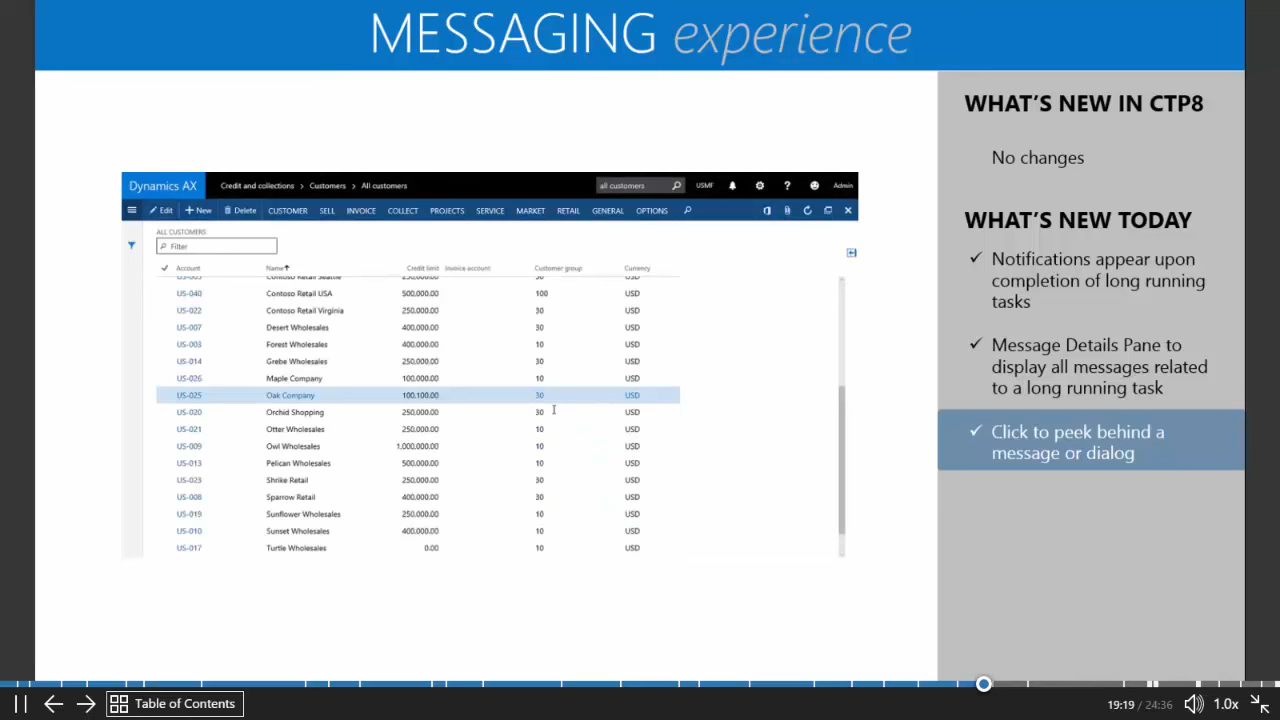 MESSAGING experience
WHAT'S NEW IN CTP8
No changes
WHAT'S NEW TODAY
✓ Notifications appear upon
completion of long running
tasks
✓ Message Details Pane to
display all messages related
to a long running task
✓ Click to peek behind a
message or dialog
Dynamics AX Credit and collections > Customers > All customers all customers USMF ? Admin
Edit + New Delete CUSTOMER SELL INVOICE COLLECT PROJECTS SERVICE MARKET RETAIL GENERAL OPTIONS
ALL CUSTOMERS
Filter
Account Name Credit limit Invoice account Customer group Currency
Contoso Retail Seattle 250,000.00 30 USD
US-040 Contoso Retail USA 500,000.00 100 USD
US-022 Contoso Retail Virginia 250,000.00 30 USD
US-007 Desert Wholesales 400,000.00 30 USD
US-003 Forest Wholesales 400,000.00 10 USD
US-014 Grebe Wholesales 250,000.00 30 USD
US-026 Maple Company 100,000.00 10 USD
US-025 Oak Company 100,100.00 30 USD
US-020 Orchid Shopping 250,000.00 30 USD
US-021 Otter Wholesales 250,000.00 10 USD
US-009 Owl Wholesales 1,000,000.00 10 USD
US-013 Pelican Wholesales 500,000.00 10 USD
US-023 Shrike Retail 250,000.00 30 USD
US-008 Sparrow Retail 400,000.00 30 USD
US-019 Sunflower Wholesales 250,000.00 10 USD
US-010 Sunset Wholesales 400,000.00 10 USD
US-017 Turtle Wholesales 0.00 10 USD
Table of Contents 19:19 / 24:36 1.0x